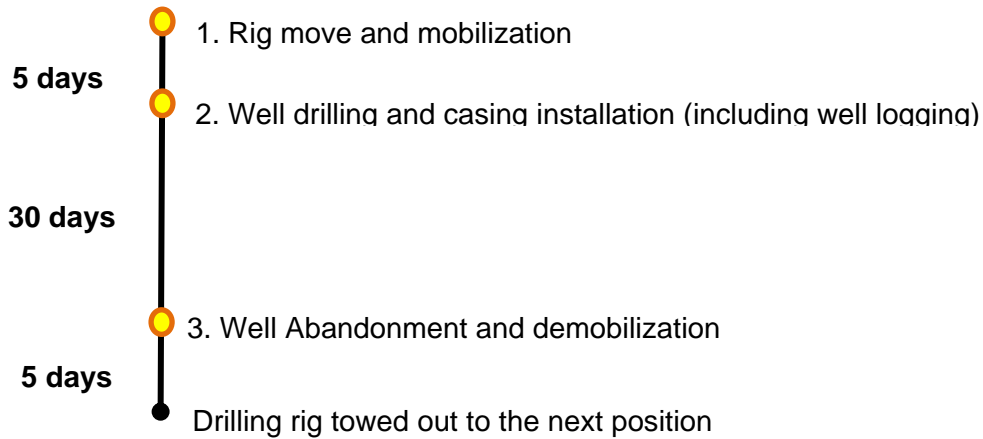 1. Rig move and mobilization
5 days
2. Well drilling and casing installation (including well logging)
30 days
3. Well Abandonment and demobilization
5 days
Drilling rig towed out to the next position